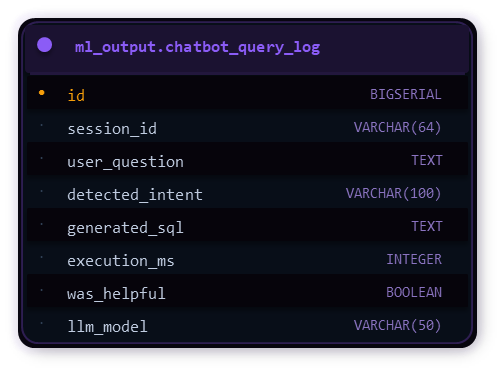 ml_output.chatbot_query_log
id BIGSERIAL
session_id VARCHAR(64)
user_question TEXT
detected_intent VARCHAR(100)
generated_sql TEXT
execution_ms INTEGER
was_helpful BOOLEAN
llm_model VARCHAR(50)